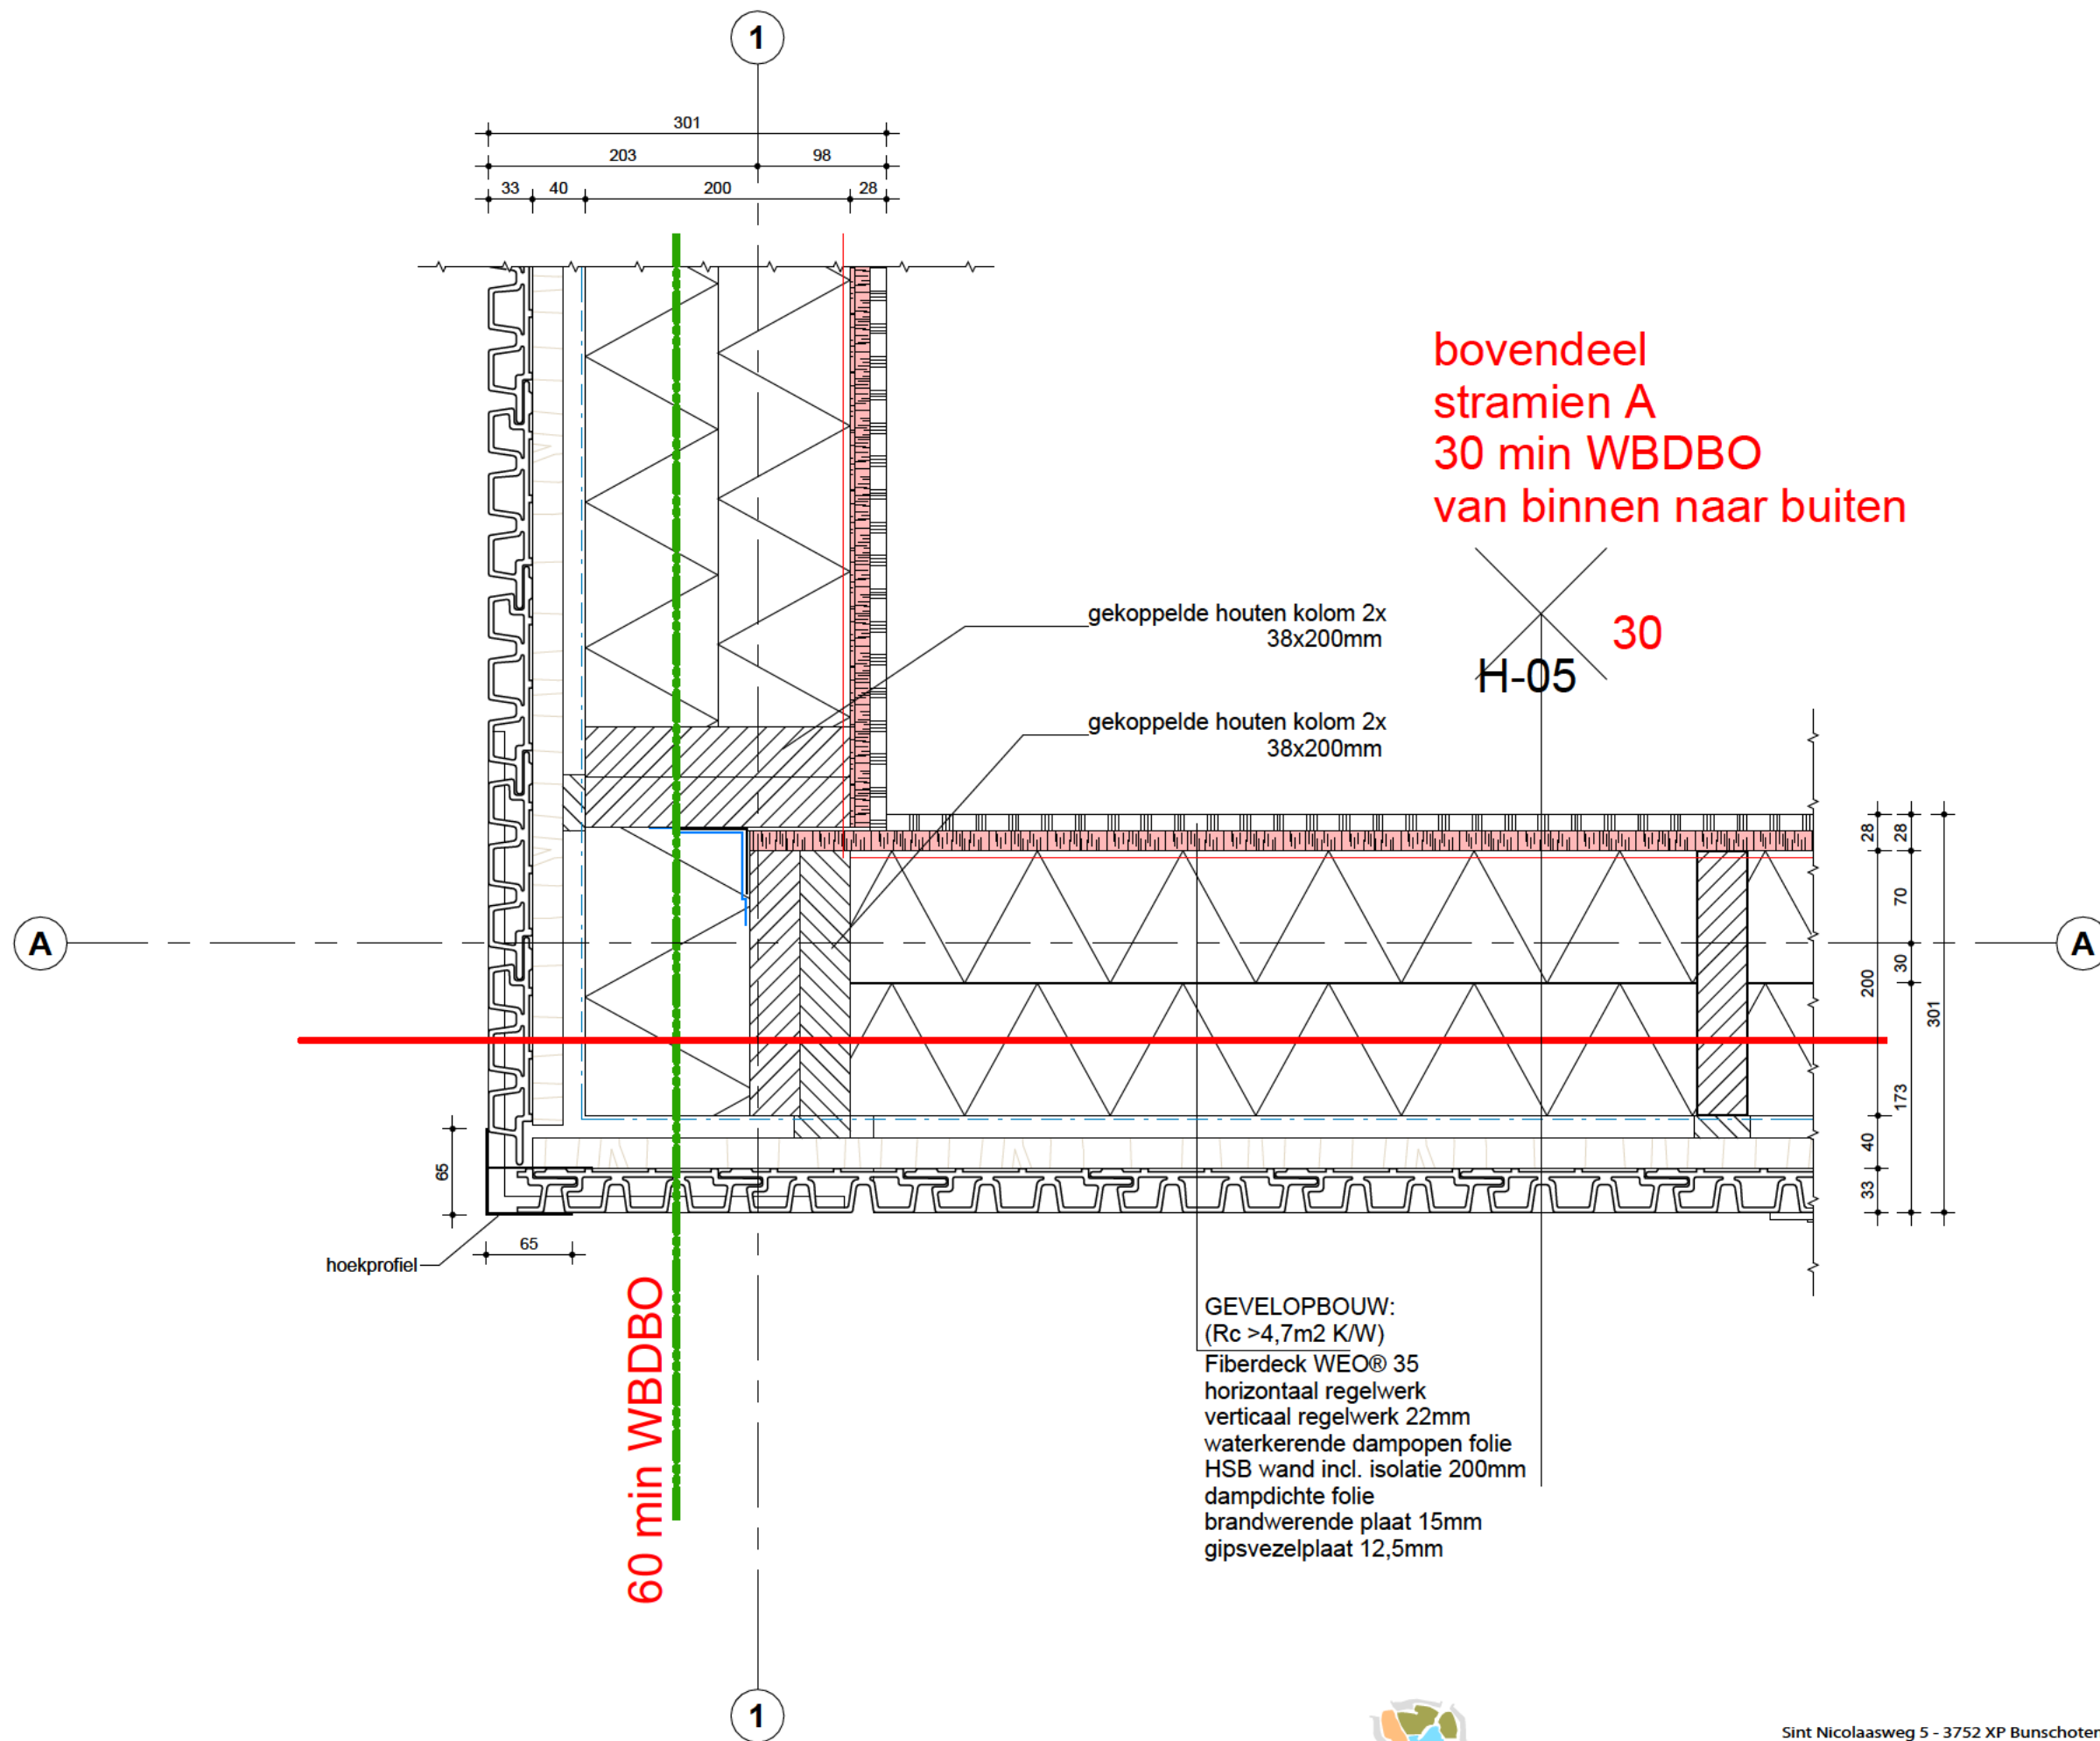 1
301
203
98
33
40
200
28
bovendeel
stramien A
30 min WBDBO
van binnen naar buiten
gekoppelde houten kolom 2x
38x200mm
30
H-05
gekoppelde houten kolom 2x
38x200mm
28
28
70
A
A
30
200
301
173
40
65
33
65
hoekprofiel
60 min WBDBO
GEVELOPBOUW:
(Rc >4,7m2 K/W)
Fiberdeck WEO® 35
horizontaal regelwerk
verticaal regelwerk 22mm
waterkerende dampopen folie
HSB wand incl. isolatie 200mm
dampdichte folie
brandwerende plaat 15mm
gipsvezelplaat 12,5mm
1
Sint Nicolaasweg 5 - 3752 XP Bunschoten